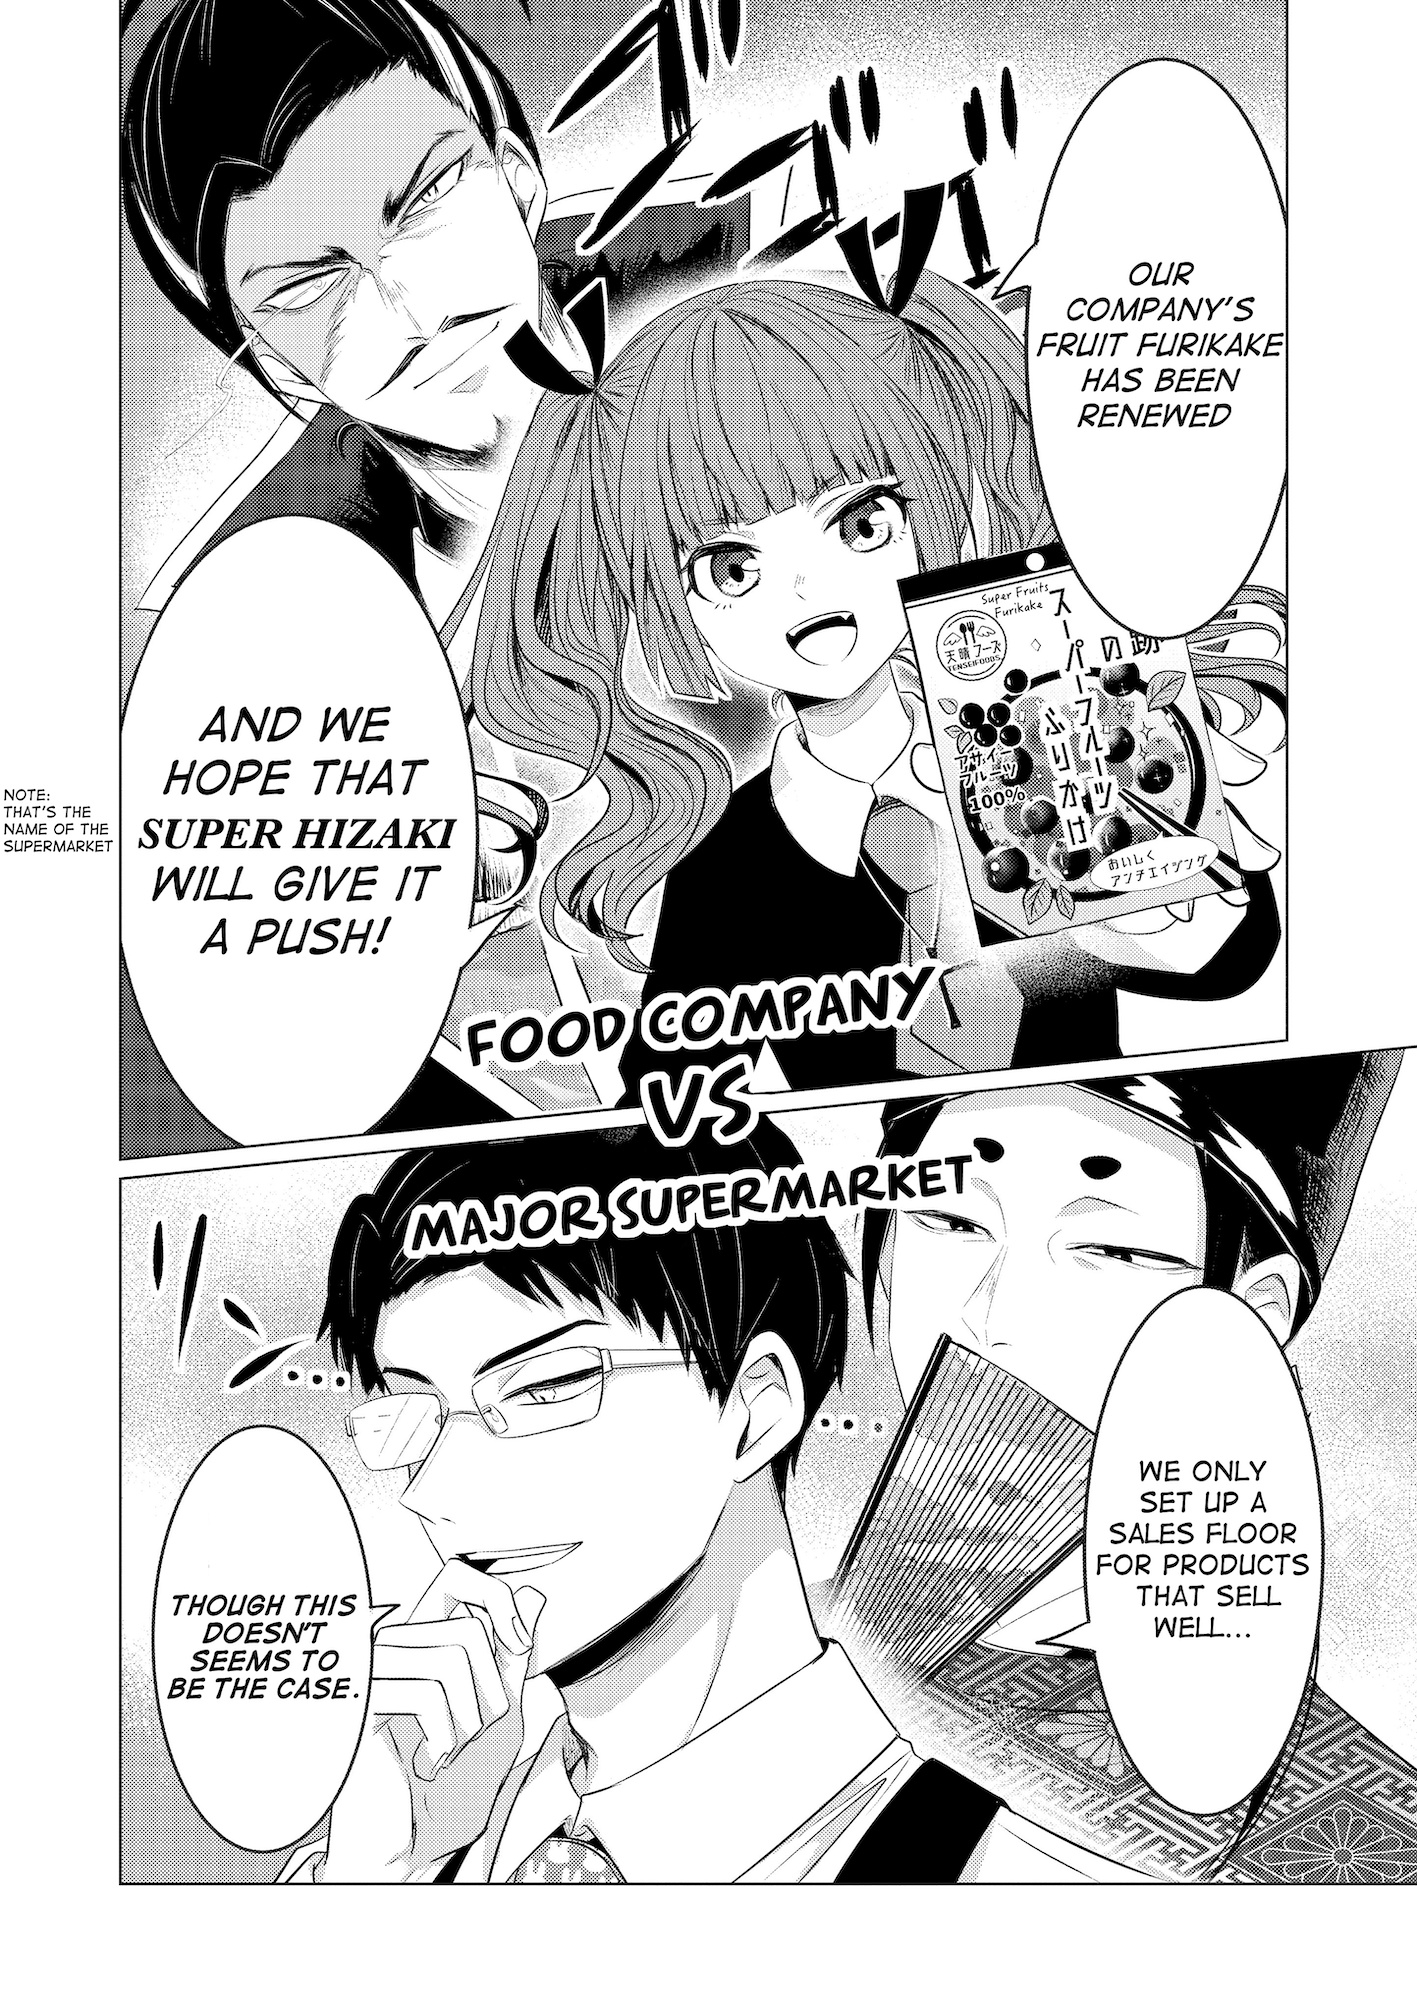 OUR
COMPANY'S
FRUIT FURIKAKE
HAS BEEN
RENEWED
Super Fruits
Furikake
天晴フーズ
TENSEIFOODS
の跡
スーパーフルーツ
ふりかけ
アサイー
フルーツ
100%
おいしく
アンチエイジング
AND WE
HOPE THAT
SUPER HIZAKI
WILL GIVE IT
A PUSH!
NOTE:
THAT'S THE
NAME OF THE
SUPERMARKET
FOOD COMPANY
VS
MAJOR SUPERMARKET
WE ONLY
SET UP A
SALES FLOOR
FOR PRODUCTS
THAT SELL
WELL...
THOUGH THIS
DOESN'T
SEEMS TO
BE THE CASE.